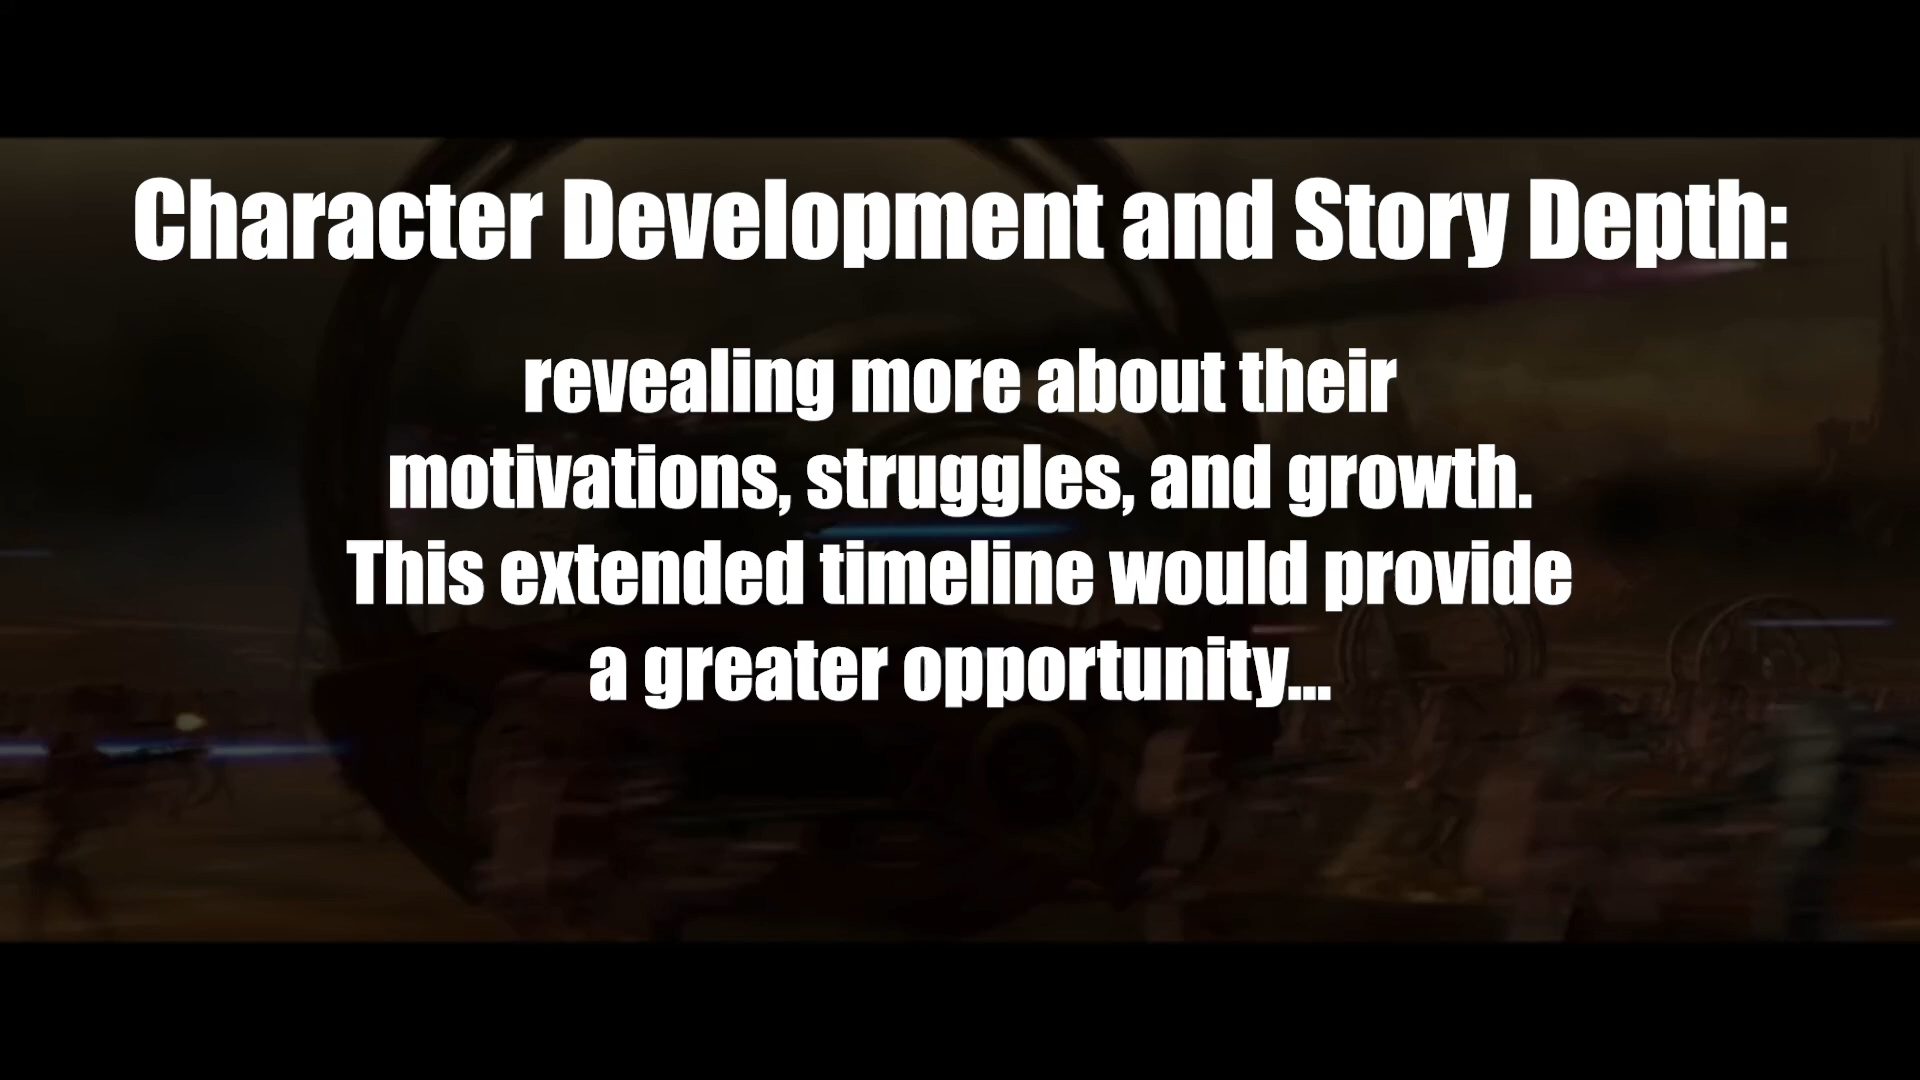 Character Development and Story Depth:
revealing more about their
motivations, struggles, and growth.
This extended timeline would provide
a greater opportunity...